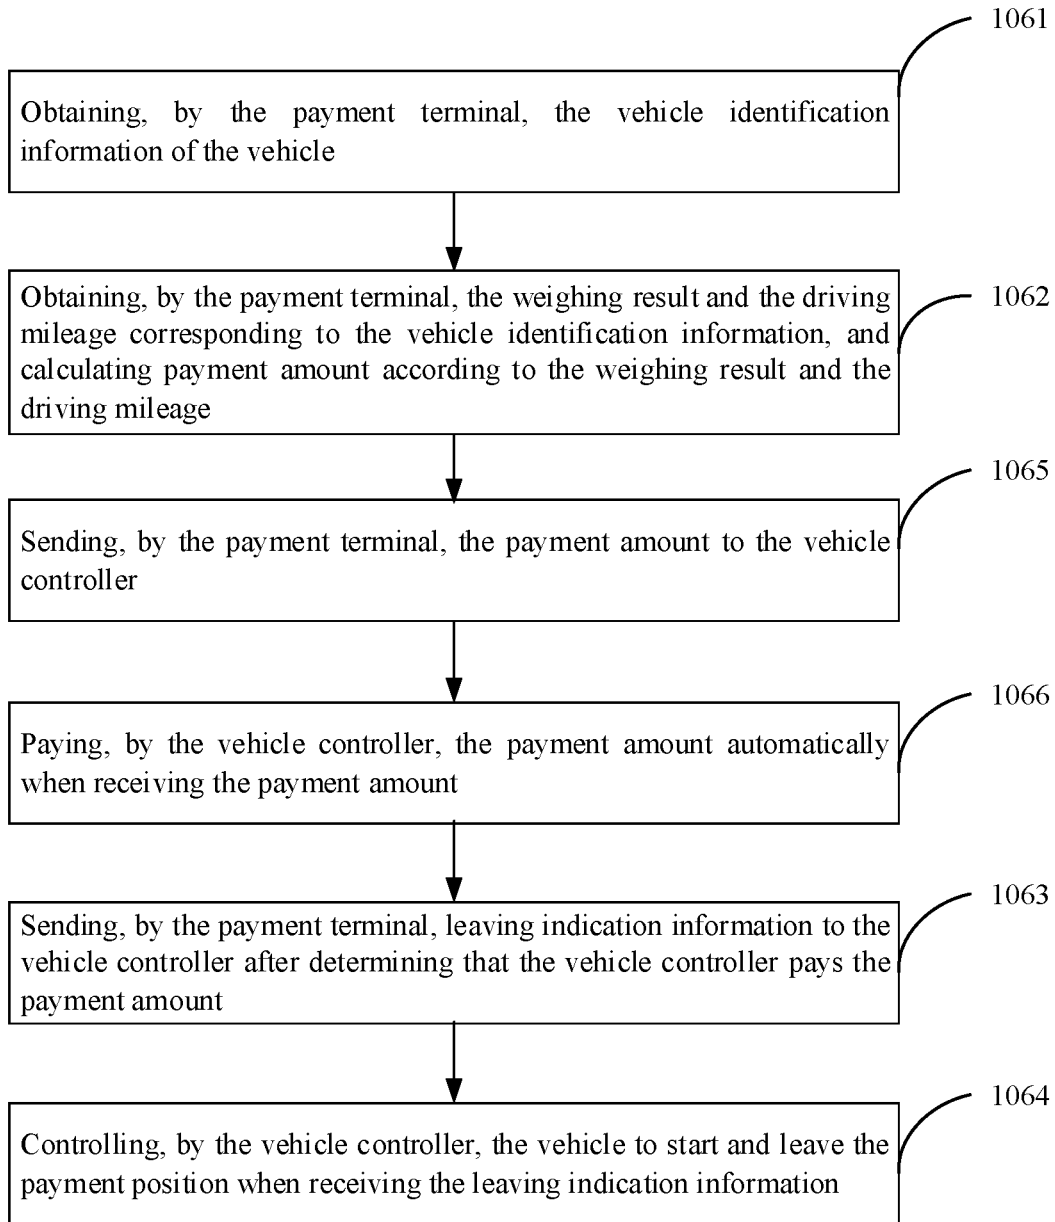 1061
Obtaining, by the payment terminal, the vehicle identification
information of the vehicle
1062
Obtaining, by the payment terminal, the weighing result and the driving
mileage corresponding to the vehicle identification information, and
calculating payment amount according to the weighing result and the
driving mileage
1065
Sending, by the payment terminal, the payment amount to the vehicle
controller
1066
Paying, by the vehicle controller, the payment amount automatically
when receiving the payment amount
1063
Sending, by the payment terminal, leaving indication information to the
vehicle controller after determining that the vehicle controller pays the
payment amount
1064
Controlling, by the vehicle controller, the vehicle to start and leave the
payment position when receiving the leaving indication information